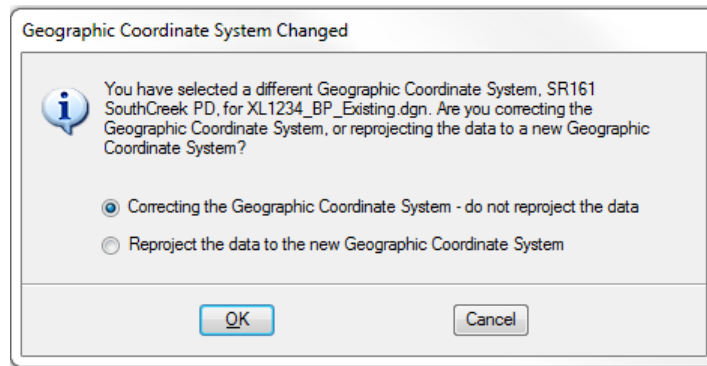 Geographic Coordinate System Changed
You have selected a different Geographic Coordinate System, SR161
SouthCreek PD, for XL1234_BP_Existing.dgn. Are you correcting the
Geographic Coordinate System, or reprojecting the data to a new Geographic
Coordinate System?
Correcting the Geographic Coordinate System - do not reproject the data
Reproject the data to the new Geographic Coordinate System
OK Cancel